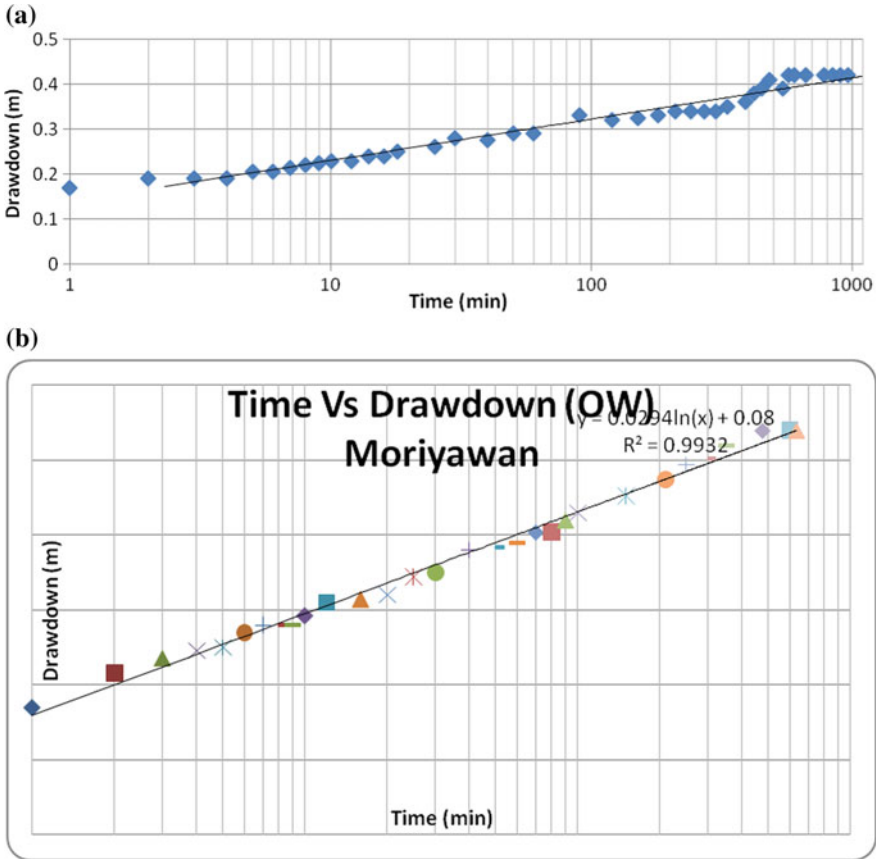 (a)
0.5
0.4
0.3
0.2
0.1
0
Drawdown (m)
1
10
100
1000
Time (min)
(b)
Time Vs Drawdown (OW)
Moriyawan
y = 0.0294ln(x) + 0.08
R² = 0.9932
Drawdown (m)
Time (min)